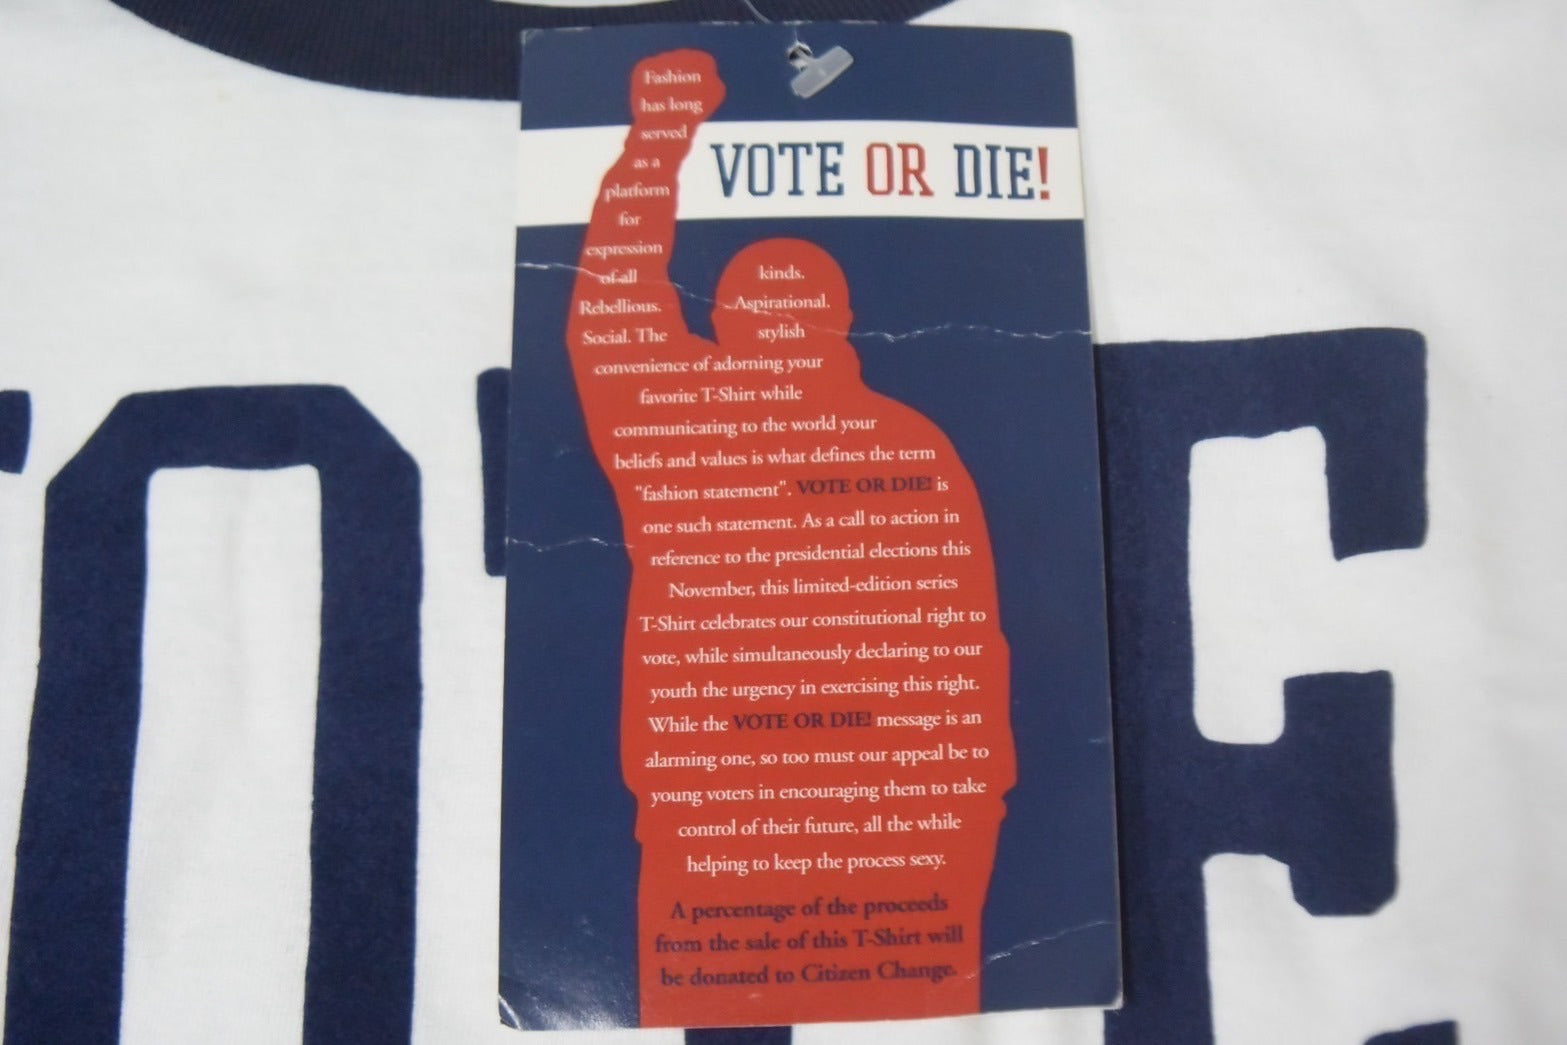 VOTE OR DIE!
Fashion
has long
served
as a
platform
for
expression
of all kinds.
Rebellious. Aspirational.
Social. The stylish
convenience of adorning your
favorite T-Shirt while
communicating to the world your
beliefs and values is what defines the term
"fashion statement". VOTE OR DIE! is
one such statement. As a call to action in
reference to the presidential elections this
November, this limited-edition series
T-Shirt celebrates our constitutional right to
vote, while simultaneously declaring to our
youth the urgency in exercising this right.
While the VOTE OR DIE! message is an
alarming one, so too must our appeal be to
young voters in encouraging them to take
control of their future, all the while
helping to keep the process sexy.
A percentage of the proceeds
from the sale of this T-Shirt will
be donated to Citizen Change.